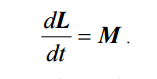 dL/dt = M .